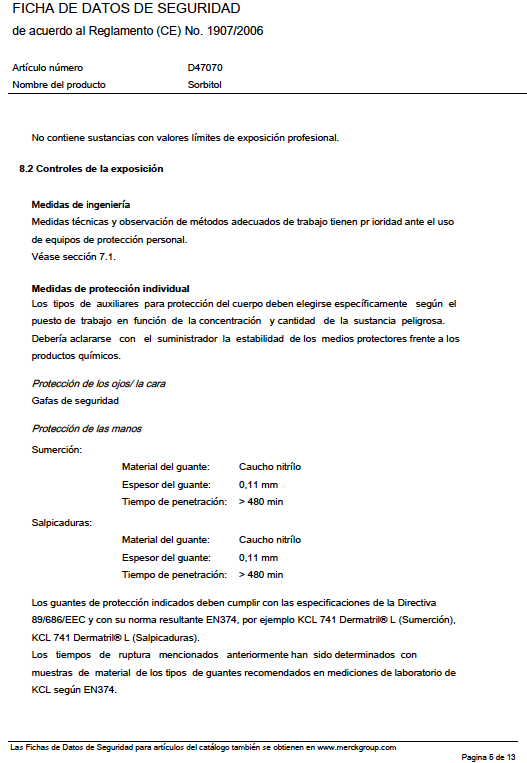 FICHA DE DATOS DE SEGURIDAD
de acuerdo al Reglamento (CE) No. 1907/2006
Artículo número D47070
Nombre del producto Sorbitol
No contiene sustancias con valores límites de exposición profesional.
8.2 Controles de la exposición
Medidas de ingeniería
Medidas técnicas y observación de métodos adecuados de trabajo tienen pr ioridad ante el uso
de equipos de protección personal.
Véase sección 7.1.
Medidas de protección individual
Los tipos de auxiliares para protección del cuerpo deben elegirse específicamente según el
puesto de trabajo en función de la concentración y cantidad de la sustancia peligrosa.
Debería aclararse con el suministrador la estabilidad de los medios protectores frente a los
productos químicos.
Protección de los ojos/ la cara
Gafas de seguridad
Protección de las manos
Sumerción:
Material del guante: Caucho nitrílo
Espesor del guante: 0,11 mm
Tiempo de penetración: > 480 min
Salpicaduras:
Material del guante: Caucho nitrílo
Espesor del guante: 0,11 mm
Tiempo de penetración: > 480 min
Los guantes de protección indicados deben cumplir con las especificaciones de la Directiva
89/686/EEC y con su norma resultante EN374, por ejemplo KCL 741 Dermatril® L (Sumerción),
KCL 741 Dermatril® L (Salpicaduras).
Los tiempos de ruptura mencionados anteriormente han sido determinados con
muestras de material de los tipos de guantes recomendados en mediciones de laboratorio de
KCL según EN374.
Las Fichas de Datos de Seguridad para artículos del catálogo también se obtienen en www.merckgroup.com
Pagina 5 de 13